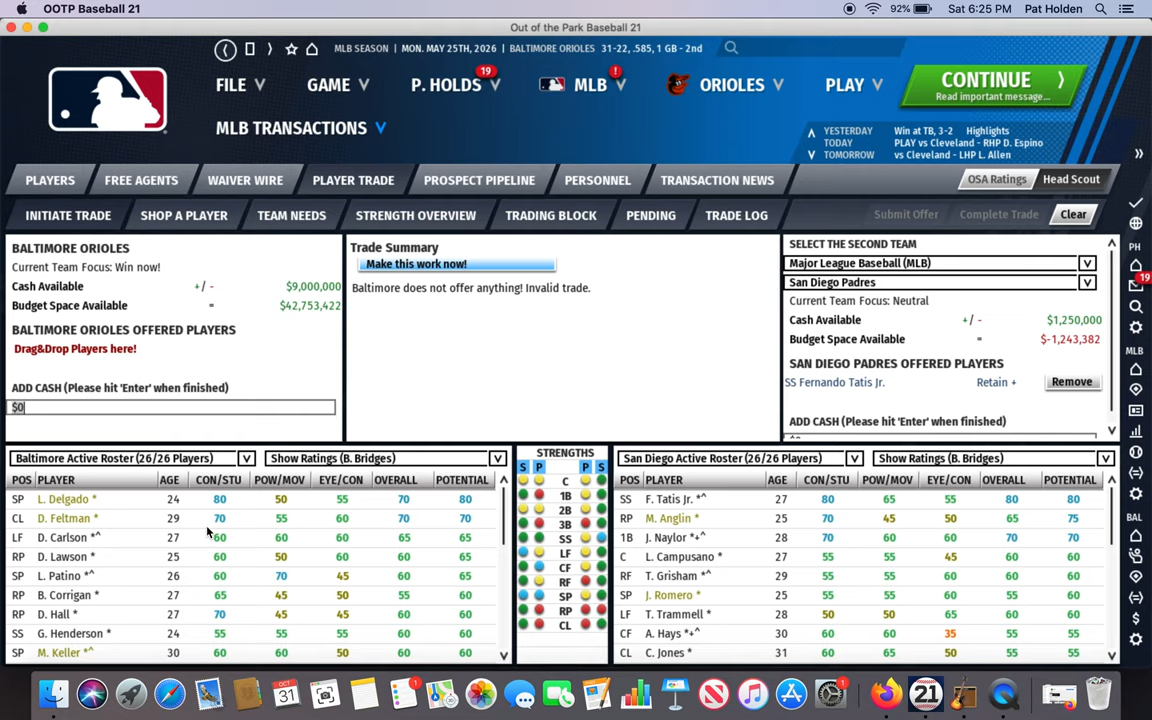 OOTP Baseball 21
92%
Sat 6:25 PM
Pat Holden
Out of the Park Baseball 21
MLB SEASON | MON. MAY 25TH, 2026 | BALTIMORE ORIOLES 31-22, .585, 1 GB - 2nd
FILE
GAME
P. HOLDS
19
MLB
!
ORIOLES
PLAY
CONTINUE
Read important message...
MLB TRANSACTIONS
YESTERDAY Win at TB, 3-2 Highlights
TODAY PLAY vs Cleveland - RHP D. Espino
TOMORROW vs Cleveland - LHP L. Allen
PLAYERS
FREE AGENTS
WAIVER WIRE
PLAYER TRADE
PROSPECT PIPELINE
PERSONNEL
TRANSACTION NEWS
OSA Ratings
Head Scout
INITIATE TRADE
SHOP A PLAYER
TEAM NEEDS
STRENGTH OVERVIEW
TRADING BLOCK
PENDING
TRADE LOG
Submit Offer
Complete Trade
Clear
BALTIMORE ORIOLES
Current Team Focus: Win now!
Cash Available +/- $9,000,000
Budget Space Available = $42,753,422
BALTIMORE ORIOLES OFFERED PLAYERS
Drag&Drop Players here!
ADD CASH (Please hit 'Enter' when finished)
$0
Trade Summary
Make this work now!
Baltimore does not offer anything! Invalid trade.
SELECT THE SECOND TEAM
Major League Baseball (MLB)
San Diego Padres
Current Team Focus: Neutral
Cash Available +/- $1,250,000
Budget Space Available = $-1,243,382
SAN DIEGO PADRES OFFERED PLAYERS
SS Fernando Tatis Jr. Retain + Remove
ADD CASH (Please hit 'Enter' when finished)
Baltimore Active Roster (26/26 Players)
Show Ratings (B. Bridges)
POS PLAYER AGE CON/STU POW/MOV EYE/CON OVERALL POTENTIAL
SP L. Delgado * 24 80 50 55 70 80
CL D. Feltman * 29 70 55 60 70 70
LF D. Carlson *^ 27 60 60 60 65 65
RP D. Lawson * 25 60 50 60 60 65
SP L. Patino *^ 26 60 70 45 60 65
RP B. Corrigan * 27 65 45 50 60 60
RP D. Hall * 27 70 45 45 60 60
SS G. Henderson * 24 55 55 55 60 60
SP M. Keller *^ 30 60 60 50 60 60
STRENGTHS
S P P S
C
1B
2B
3B
SS
LF
CF
RF
SP
RP
CL
San Diego Active Roster (26/26 Players)
Show Ratings (B. Bridges)
POS PLAYER AGE CON/STU POW/MOV EYE/CON OVERALL POTENTIAL
SS F. Tatis Jr. *^ 27 80 65 55 80 80
RP M. Anglin * 25 70 45 50 65 75
1B J. Naylor *+^ 28 60 60 60 70 70
C L. Campusano * 27 55 55 45 60 60
RF T. Grisham * 29 55 55 60 60 60
SP J. Romero * 25 55 60 55 60 60
LF T. Trammell * 28 50 50 65 60 60
CF A. Hays *+^ 30 60 60 35 55 55
CL C. Jones * 31 65 50 60 55 55
PH
19
MLB
BAL
OCT
31
1
21
1